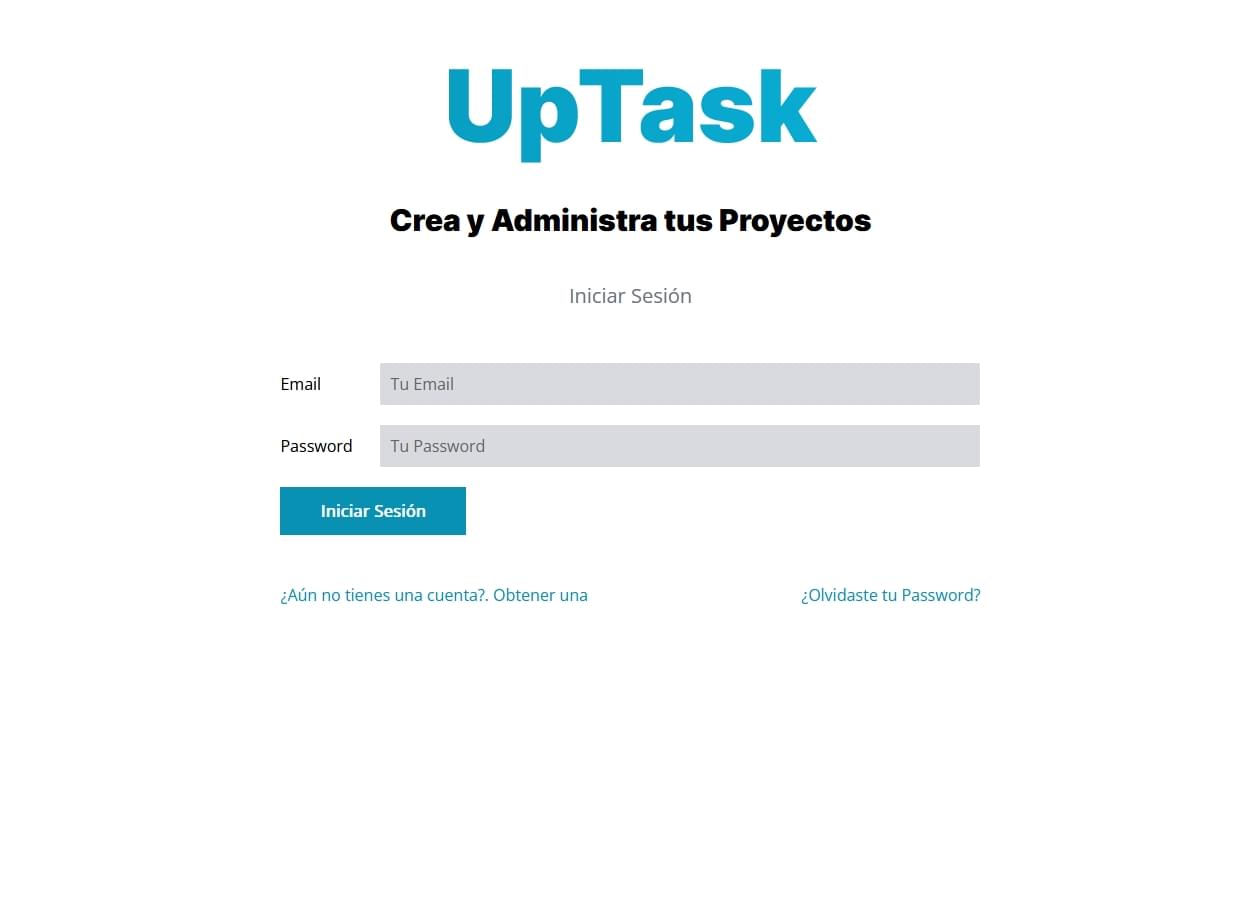 UpTask
Crea y Administra tus Proyectos
Iniciar Sesión
Email Tu Email
Password Tu Password
Iniciar Sesión
¿Aún no tienes una cuenta?. Obtener una ¿Olvidaste tu Password?